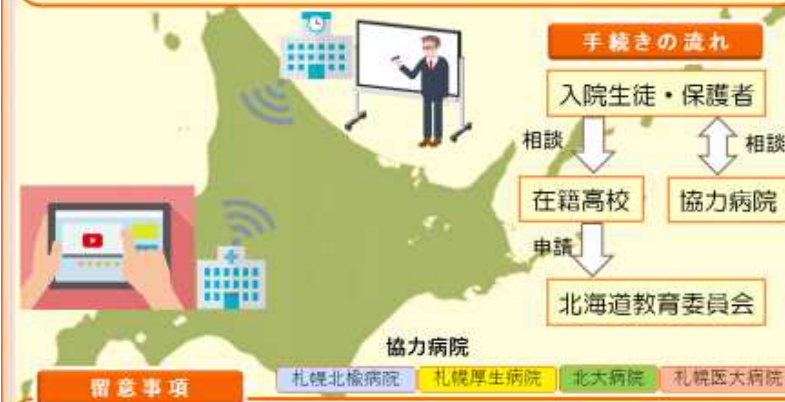 手続きの流れ
入院生徒・保護者
相談
相談
在籍高校
協力病院
申請
北海道教育委員会
協力病院
札幌北楡病院
札幌厚生病院
北大病院
札幌医大病院
留意事項